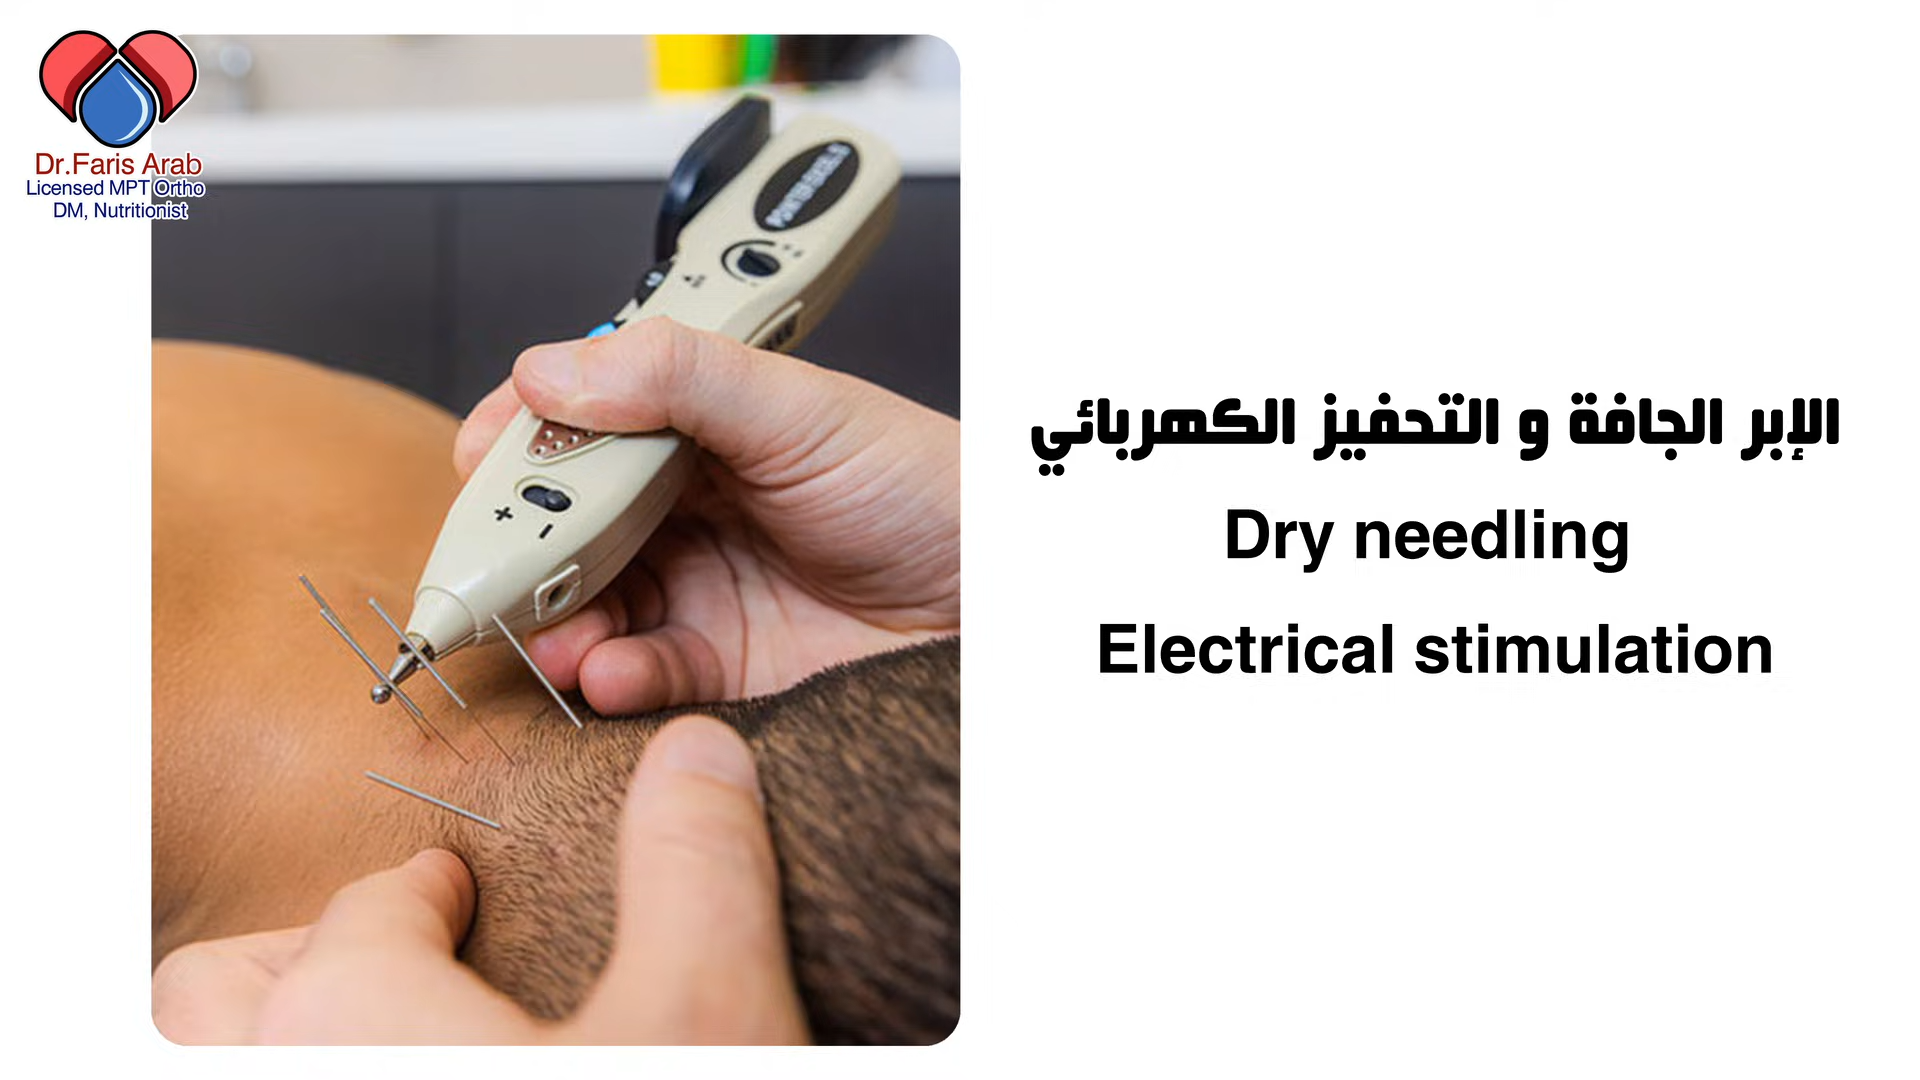 Dr.Faris Arab
Licensed MPT Ortho
DM, Nutritionist
الإبر الجافة و التحفيز الكهربائي
Dry needling
Electrical stimulation
+
-